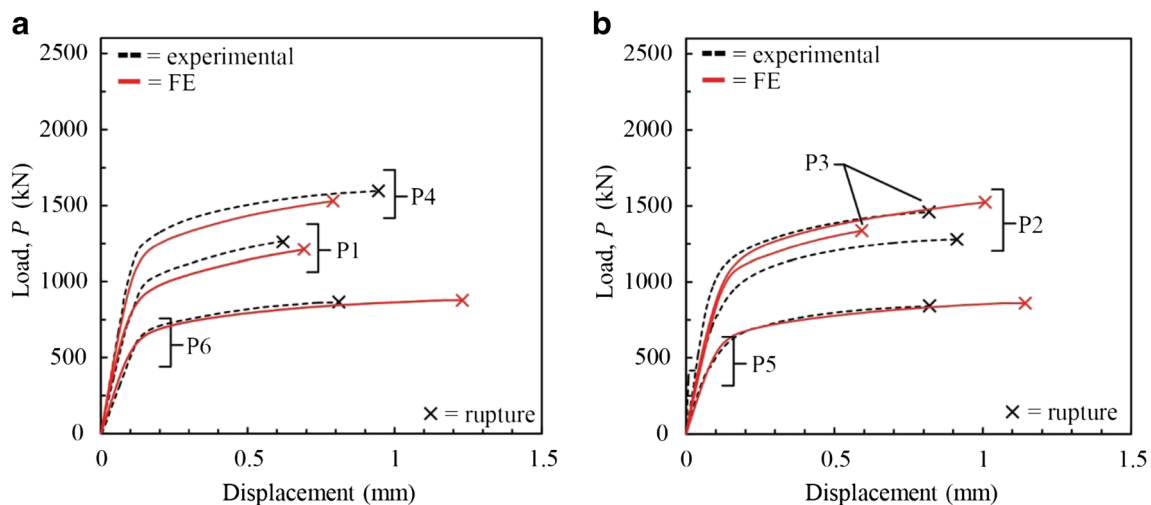 a
2500
2000
1500
1000
500
0
Load, P (kN)
= experimental
= FE
P4
P1
P6
× = rupture
0
0.5
1
1.5
Displacement (mm)
b
2500
2000
1500
1000
500
0
Load, P (kN)
= experimental
= FE
P3
P2
P5
× = rupture
0
0.5
1
1.5
Displacement (mm)